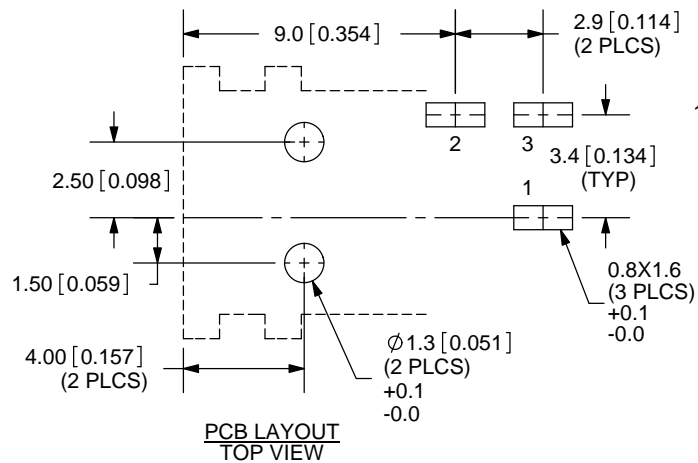 9.0 [0.354]
2.9 [0.114]
(2 PLCS)
2
3
3.4 [0.134]
(TYP)
2.50 [0.098]
1
1.50 [0.059]
0.8X1.6
(3 PLCS)
+0.1
-0.0
4.00 [0.157]
(2 PLCS)
Ø1.3 [0.051]
(2 PLCS)
+0.1
-0.0
PCB LAYOUT
TOP VIEW